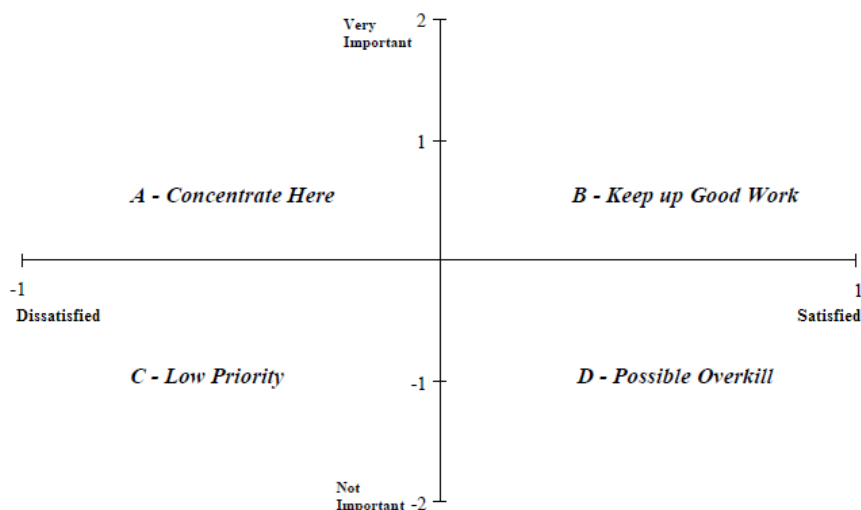 Very
Important
2
1
A - Concentrate Here
B - Keep up Good Work
-1
1
Dissatisfied
Satisfied
C - Low Priority
-1
D - Possible Overkill
Not
Important
-2